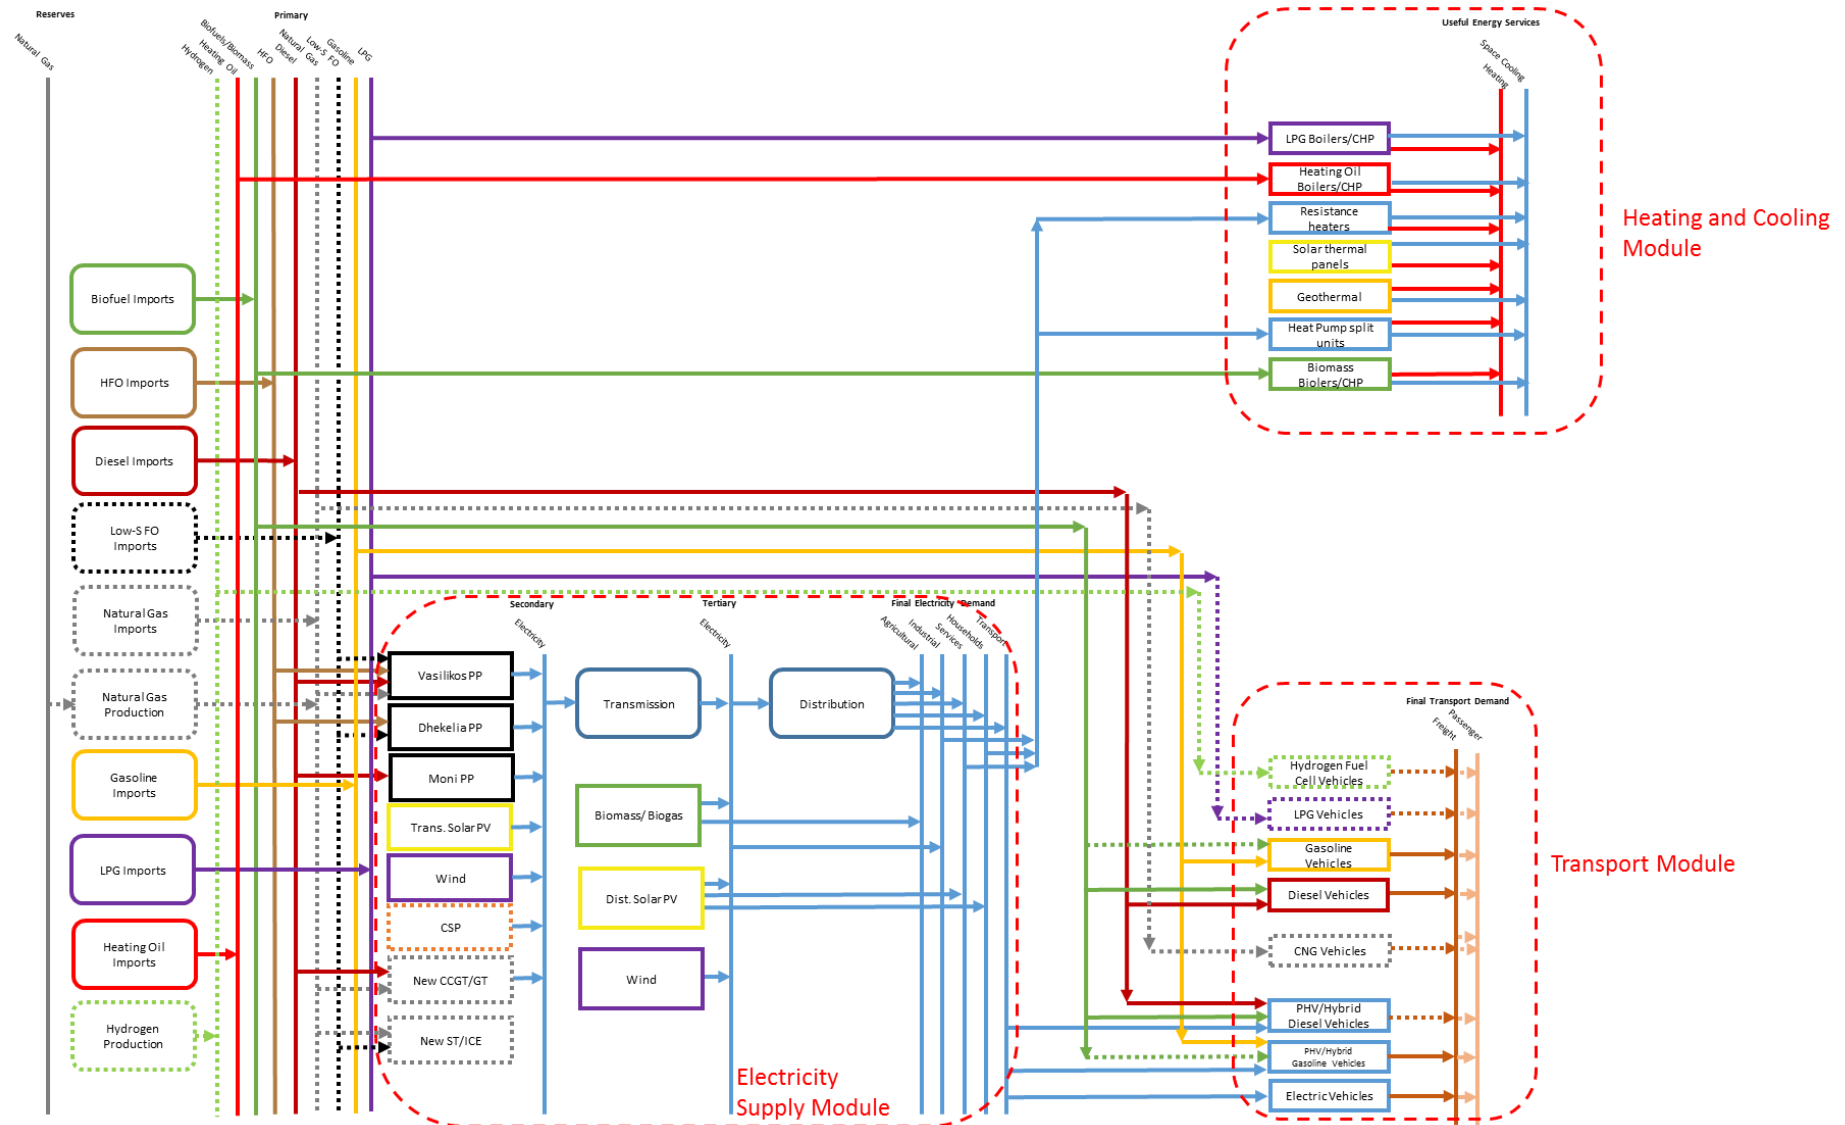 Reserves
Primary
Useful Energy Services
Natural Gas
Hydrogen
Heating Oil
Biofuels/Biomass
HFO
Diesel
Natural Gas
Low-S FO
Gasoline
LPG
Heating
Space Cooling
LPG Boilers/CHP
Heating Oil
Boilers/CHP
Resistance
heaters
Solar thermal
panels
Geothermal
Heat Pump split
units
Biomass
Biolers/CHP
Heating and Cooling
Module
Biofuel Imports
HFO Imports
Diesel Imports
Low-S FO
Imports
Natural Gas
Imports
Natural Gas
Production
Gasoline
Imports
LPG Imports
Heating Oil
Imports
Hydrogen
Production
Secondary
Tertiary
Final Electricity Demand
Electricity
Electricity
Agricultural
Industrial
Services
Households
Transport
Vasilikos PP
Dhekelia PP
Moni PP
Trans. Solar PV
Wind
CSP
New CCGT/GT
New ST/ICE
Transmission
Distribution
Biomass/ Biogas
Dist. Solar PV
Wind
Electricity
Supply Module
Final Transport Demand
Freight
Passenger
Hydrogen Fuel
Cell Vehicles
LPG Vehicles
Gasoline
Vehicles
Diesel Vehicles
CNG Vehicles
PHV/Hybrid
Diesel Vehicles
PHV/Hybrid
Gasoline Vehicles
Electric Vehicles
Transport Module